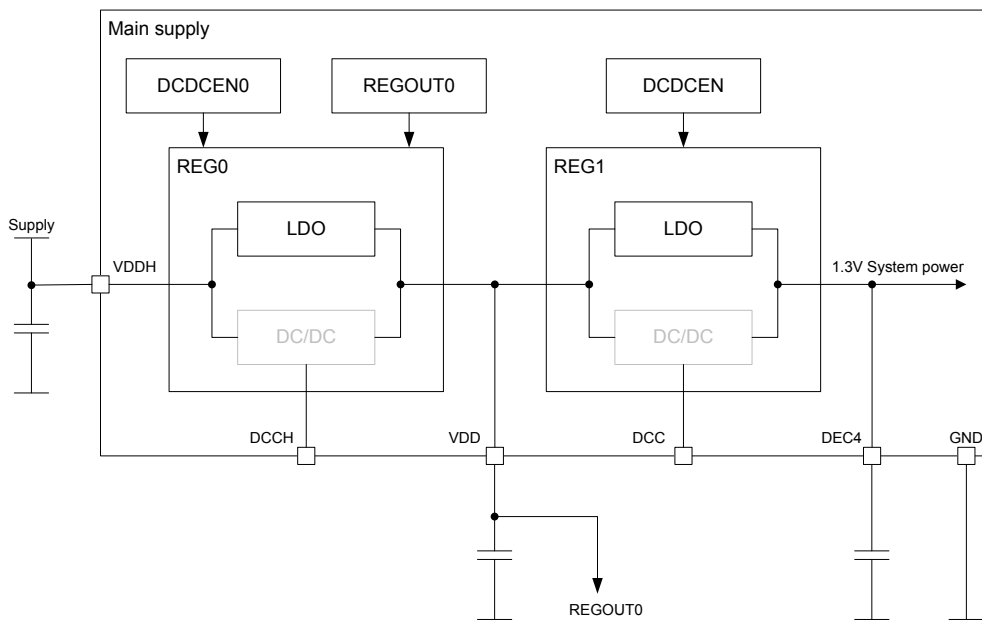 Main supply
DCDCEN0
REGOUT0
DCDCEN
REG0
REG1
LDO
LDO
Supply
VDDH
1.3V System power
DC/DC
DC/DC
DCCH
VDD
DCC
DEC4
GND
REGOUT0